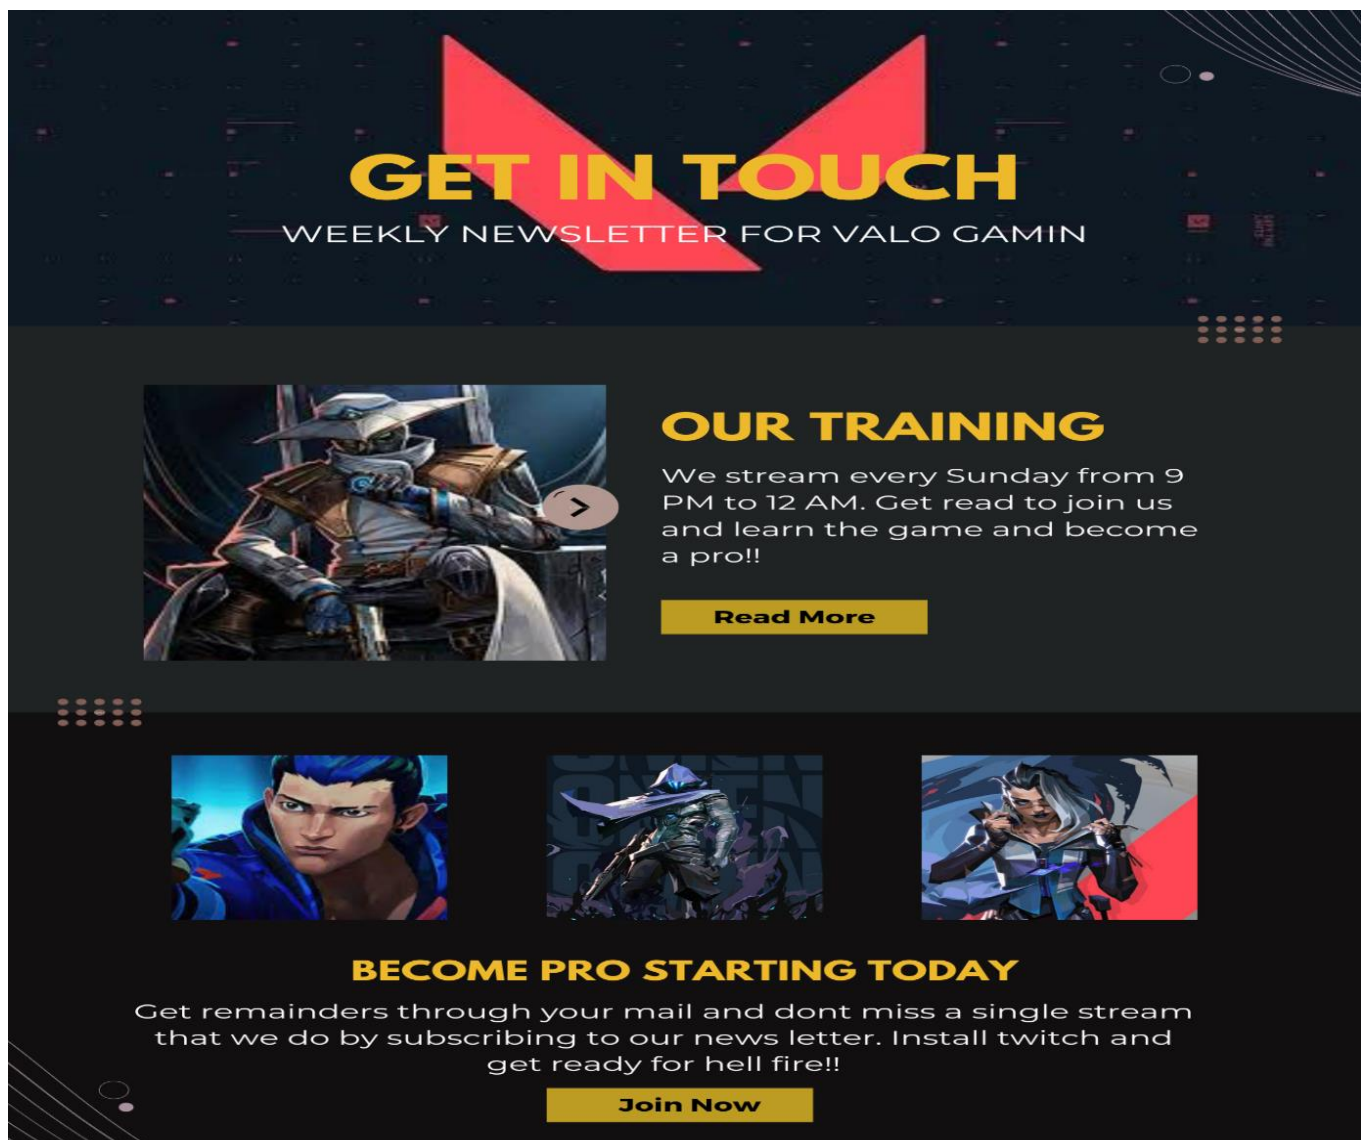 GET IN TOUCH
WEEKLY NEWSLETTER FOR VALO GAMIN
OUR TRAINING
We stream every Sunday from 9
PM to 12 AM. Get read to join us
and learn the game and become
a pro!!
Read More
BECOME PRO STARTING TODAY
Get remainders through your mail and dont miss a single stream
that we do by subscribing to our news letter. Install twitch and
get ready for hell fire!!
Join Now